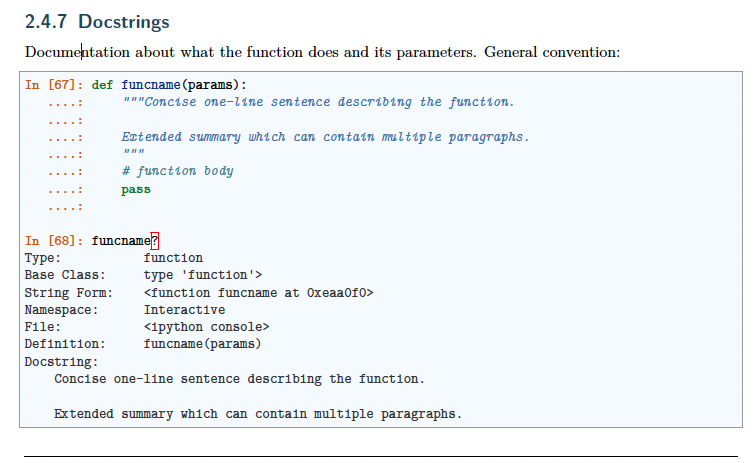 2.4.7 Docstrings
Documentation about what the function does and its parameters. General convention:
In [67]: def funcname(params):
   ....:     """Concise one-line sentence describing the function.
   ....:
   ....:     Extended summary which can contain multiple paragraphs.
   ....:     """
   ....:     # function body
   ....:     pass
   ....:
In [68]: funcname?
Type:           function
Base Class:     type 'function'>
String Form:    <function funcname at 0xeaa0f0>
Namespace:      Interactive
File:           <ipython console>
Definition:     funcname(params)
Docstring:
    Concise one-line sentence describing the function.
    Extended summary which can contain multiple paragraphs.